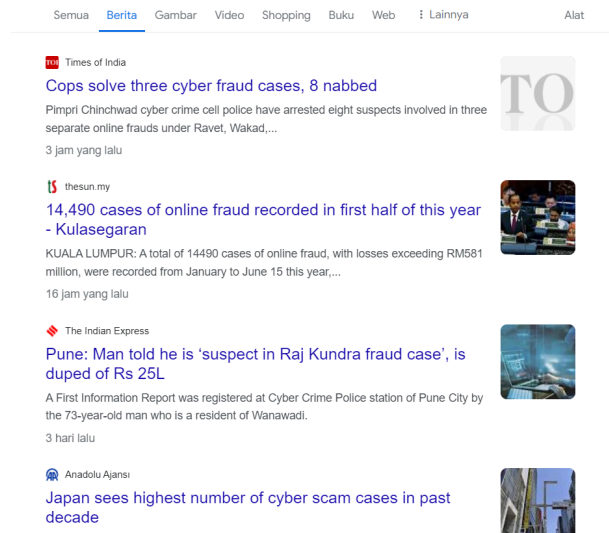 Semua Berita Gambar Video Shopping Buku Web Lainnya Alat
TOI Times of India
Cops solve three cyber fraud cases, 8 nabbed
Pimpri Chinchwad cyber crime cell police have arrested eight suspects involved in three
separate online frauds under Ravet, Wakad,...
3 jam yang lalu
TO
ts thesun.my
14,490 cases of online fraud recorded in first half of this year
- Kulasegaran
KUALA LUMPUR: A total of 14490 cases of online fraud, with losses exceeding RM581
million, were recorded from January to June 15 this year,...
16 jam yang lalu
The Indian Express
Pune: Man told he is ‘suspect in Raj Kundra fraud case’, is
duped of Rs 25L
A First Information Report was registered at Cyber Crime Police station of Pune City by
the 73-year-old man who is a resident of Wanawadi.
3 hari lalu
Anadolu Ajansı
Japan sees highest number of cyber scam cases in past
decade